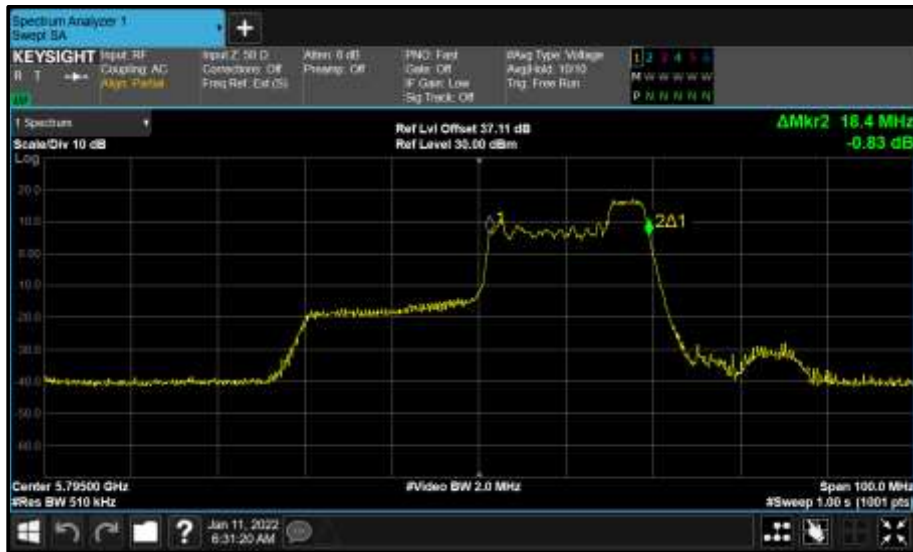 Spectrum Analyzer 1
Swept SA
+
KEYSIGHT
R T
Input: RF
Coupling: AC
Align: Partial
Input Z: 50 Ω
Corrections: Off
Freq Ref: Ext (S)
Preamp: Off
PNO: Fast
Gate: Off
IF Gain: Low
Sig Track: Off
#Avg Type: Voltage
Avg|Hold: 10/10
Trig: Free Run
1 2 3 4 5 6
M W W W W W
P N N N N N
1 Spectrum
Scale/Div 10 dB
Ref Lvl Offset 37.11 dB
Ref Level 30.00 dBm
ΔMkr2 18.4 MHz
-0.83 dB
Log
20.0
10.0
0.00
-10.0
-20.0
-30.0
-40.0
-50.0
-60.0
1
2Δ1
Center 5.79500 GHz
#Res BW 510 kHz
#Video BW 2.0 MHz
Span 100.0 MHz
#Sweep 1.00 s (1001 pts)
?
Jan 11, 2022
6:31:20 AM